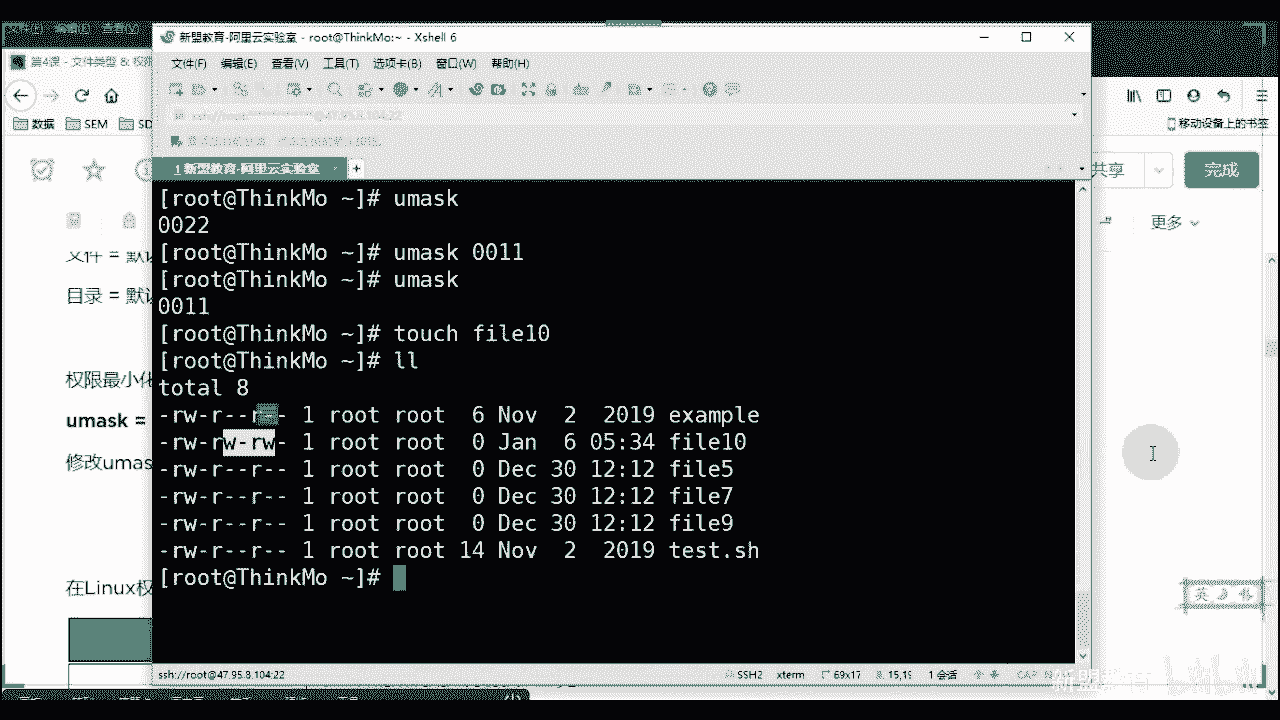 新盟教育-阿里云实验室 - root@ThinkMo:~ - Xshell 6
第4课 - 文件类型 & 权限
文件(F) 编辑(E) 查看(V) 工具(T) 选项卡(B) 窗口(W) 帮助(H)
数据 SEM SD
移动设备上的书签
1 新盟教育-阿里云实验室
共享 完成
更多
[root@ThinkMo ~]# umask
0022
[root@ThinkMo ~]# umask 0011
[root@ThinkMo ~]# umask
0011
[root@ThinkMo ~]# touch file10
[root@ThinkMo ~]# ll
total 8
-rw-r--r-- 1 root root 6 Nov 2 2019 example
-rw-rw-rw- 1 root root 0 Jan 6 05:34 file10
-rw-r--r-- 1 root root 0 Dec 30 12:12 file5
-rw-r--r-- 1 root root 0 Dec 30 12:12 file7
-rw-r--r-- 1 root root 0 Dec 30 12:12 file9
-rw-r--r-- 1 root root 14 Nov 2 2019 test.sh
[root@ThinkMo ~]#
文件 = 默
目录 = 默
权限最小化
umask =
修改umas
在Linux权
英
ssh://root@47.95.8.104:22 SSH2 xterm 69x17 15,19 1 会话
新盟教育 bilibili